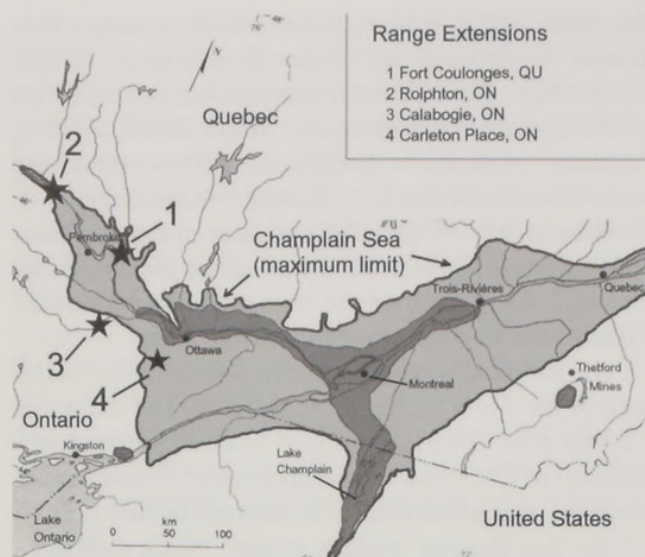 Range Extensions
1 Fort Coulonges, QU
2 Rolphton, ON
3 Calabogie, ON
4 Carleton Place, ON
N
Quebec
2
1
Pembroke
Champlain Sea
(maximum limit)
Trois-Rivières
Quebec
3
Ottawa
4
Montreal
Thetford
Mines
Ontario
Kingston
Lake
Champlain
Lake
Ontario
km
0 50 100
United States